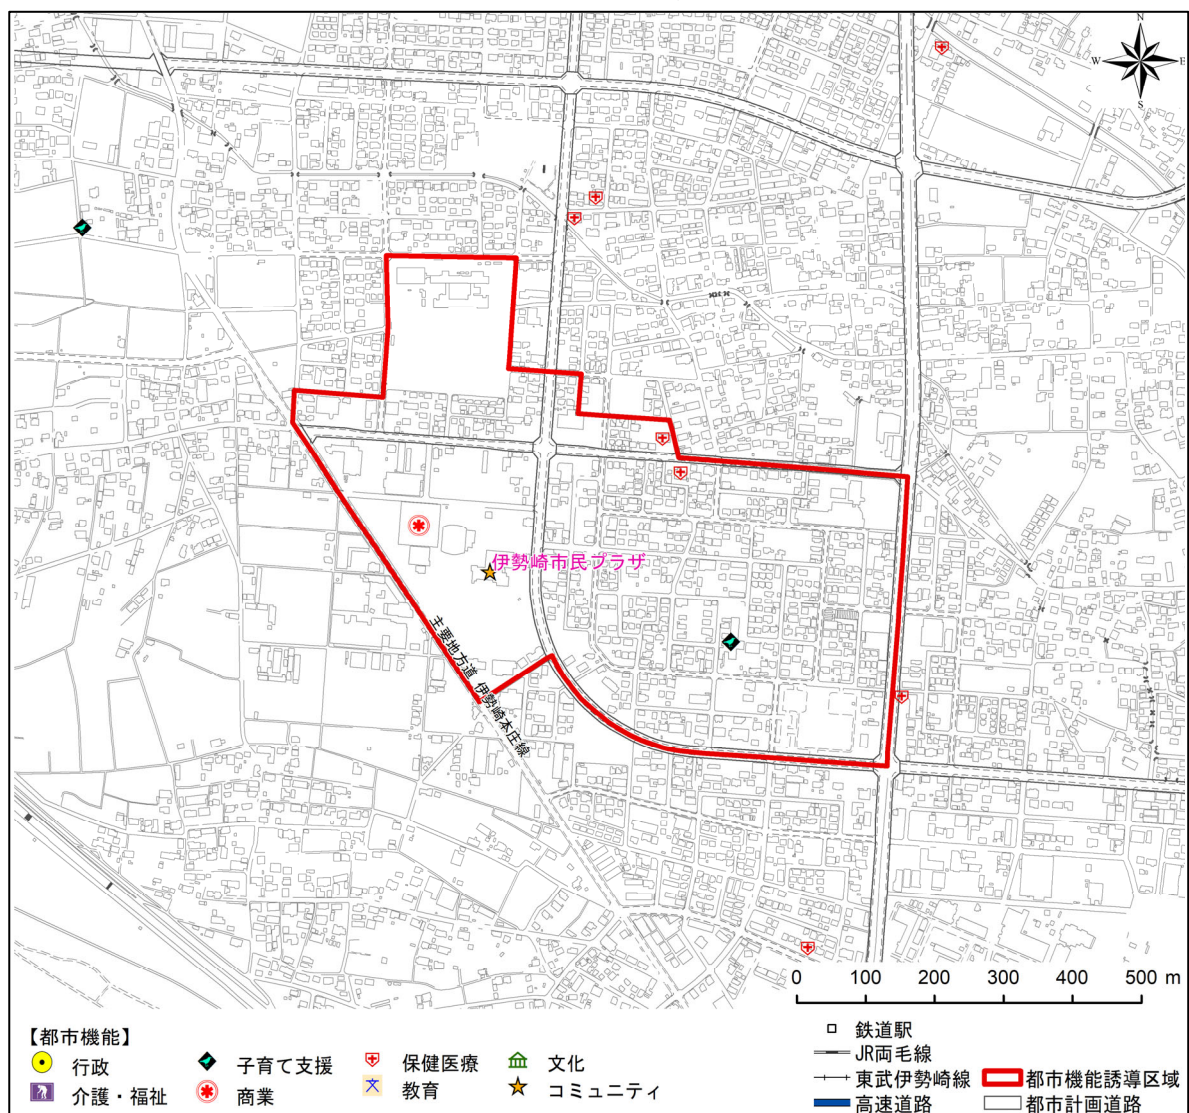 N
W E
S
伊勢崎市民プラザ
主要地方道 伊勢崎本庄線
0 100 200 300 400 500 m
【都市機能】
行政
子育て支援
保健医療
文化
介護・福祉
商業
教育
コミュニティ
鉄道駅
JR両毛線
東武伊勢崎線
都市機能誘導区域
高速道路
都市計画道路